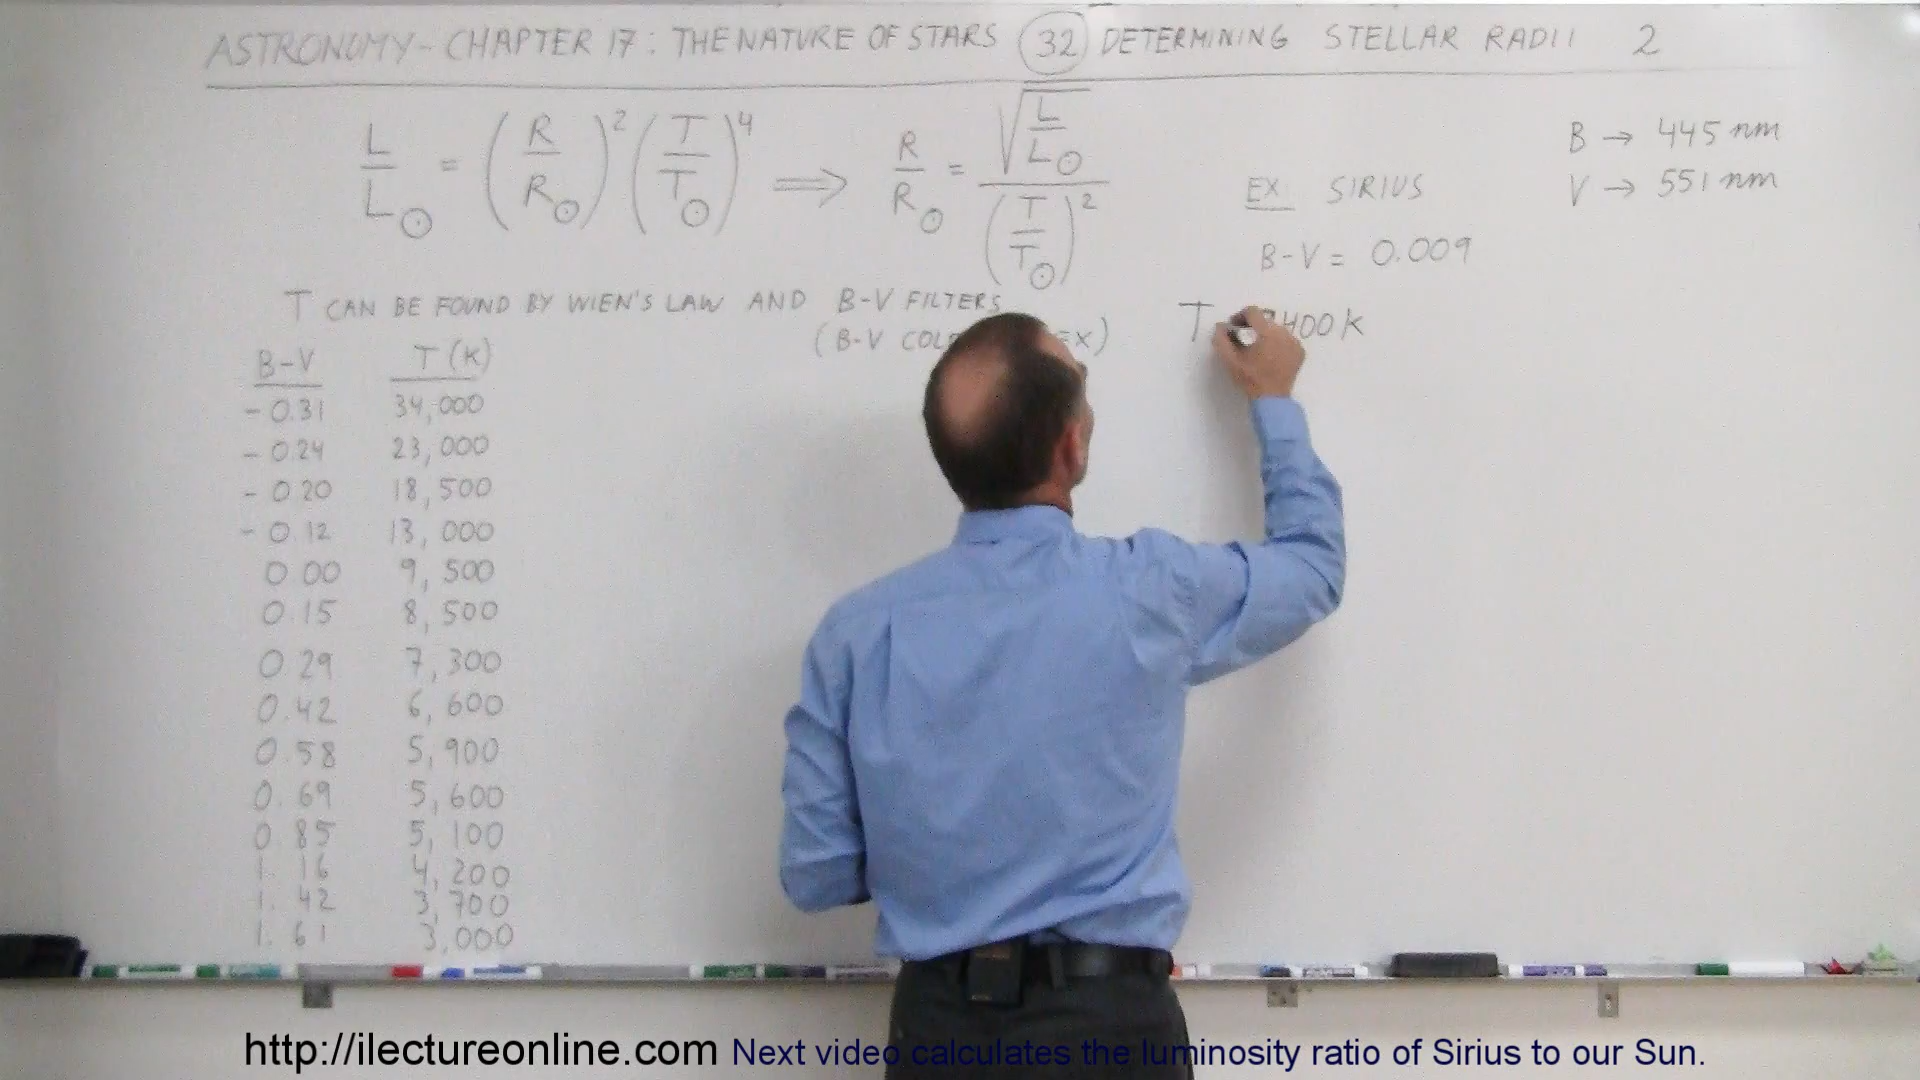 ASTRONOMY - CHAPTER 17: THE NATURE OF STARS 32 DETERMINING STELLAR RADII 2
L/L☉ = (R/R☉)² (T/T☉)⁴ ⟹ R/R☉ = √(L/L☉) / (T/T☉)²
B → 445 nm
V → 551 nm
EX: SIRIUS
B-V = 0.009
T 9400K
T CAN BE FOUND BY WIEN'S LAW AND B-V FILTERS
(B-V
B-V T (K)
-0.31 34,000
-0.24 23,000
-0.20 18,500
-0.12 13,000
0.00 9,500
0.15 8,500
0.29 7,300
0.42 6,600
0.58 5,900
0.69 5,600
0.85 5,100
1.16 4,200
1.42 3,700
1.61 3,000
http://ilectureonline.com Next video calculates the luminosity ratio of Sirius to our Sun.